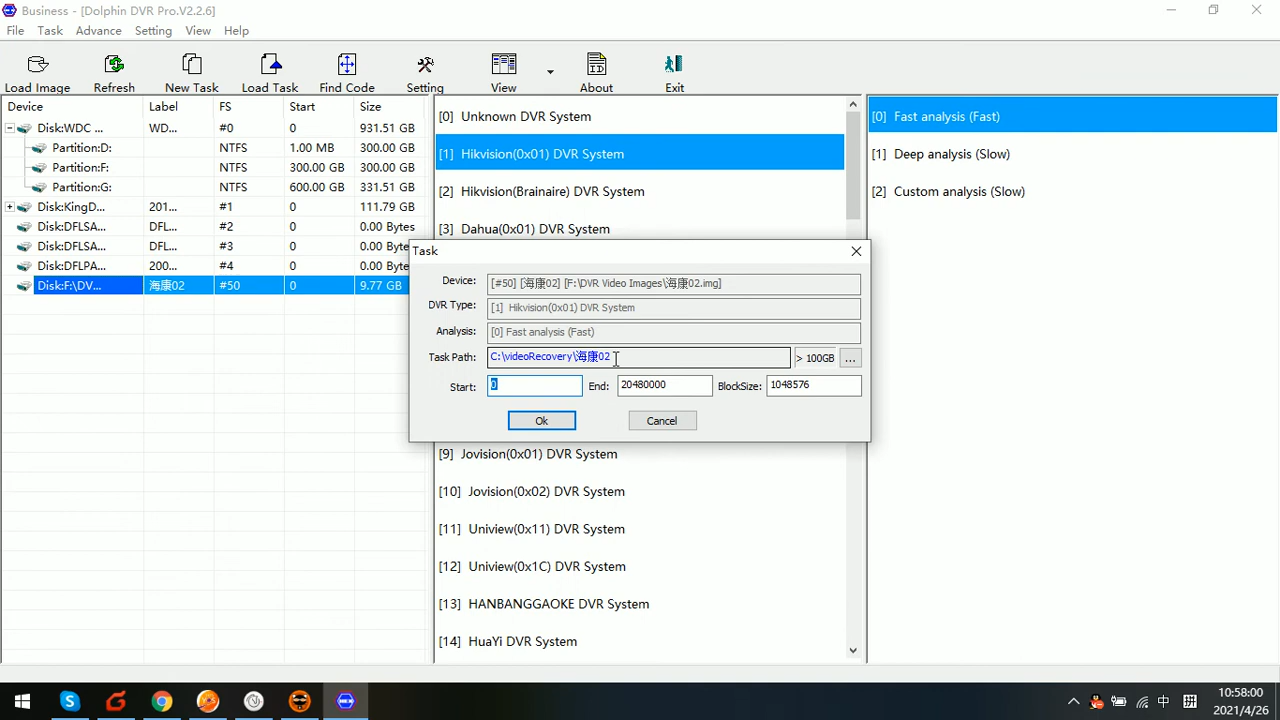 Business - [Dolphin DVR Pro.V2.2.6]
File Task Advance Setting View Help
Load Image Refresh New Task Load Task Find Code Setting View About Exit
Device Label FS Start Size
Disk:WDC ... WD... #0 0 931.51 GB
Partition:D: NTFS 1.00 MB 300.00 GB
Partition:F: NTFS 300.00 GB 300.00 GB
Partition:G: NTFS 600.00 GB 331.51 GB
Disk:KingD... 201... #1 0 111.79 GB
Disk:DFLSA... DFL... #2 0 0.00 Bytes
Disk:DFLSA... DFL... #3 0 0.00 Bytes
Disk:DFLPA... 200... #4 0 0.00 Bytes
Disk:F:\DV... 海康02 #50 0 9.77 GB
[0] Unknown DVR System
[1] Hikvision(0x01) DVR System
[2] Hikvision(Brainaire) DVR System
[3] Dahua(0x01) DVR System
[0] Fast analysis (Fast)
[1] Deep analysis (Slow)
[2] Custom analysis (Slow)
Task
Device: [#50] [海康02] [F:\DVR Video Images\海康02.img]
DVR Type: [1] Hikvision(0x01) DVR System
Analysis: [0] Fast analysis (Fast)
Task Path: C:\videoRecovery\海康02 > 100GB ...
Start: 0 End: 20480000 BlockSize: 1048576
Ok Cancel
[9] Jovision(0x01) DVR System
[10] Jovision(0x02) DVR System
[11] Uniview(0x11) DVR System
[12] Uniview(0x1C) DVR System
[13] HANBANGGAOKE DVR System
[14] HuaYi DVR System
中 拼 10:58:00
2021/4/26